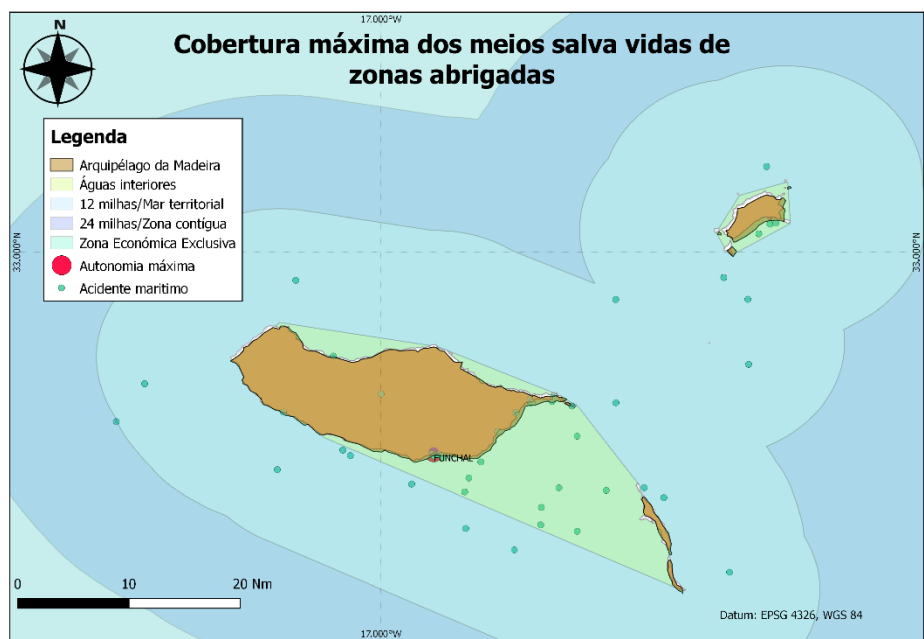 17.000°W
N
Cobertura máxima dos meios salva vidas de
zonas abrigadas
Legenda
Arquipélago da Madeira
Águas interiores
12 milhas/Mar territorial
24 milhas/Zona contígua
Zona Económica Exclusiva
Autonomia máxima
Acidente maritimo
33.000°N
33.000°N
FUNCHAL
0 10 20 Nm
Datum: EPSG 4326, WGS 84
17.000°W